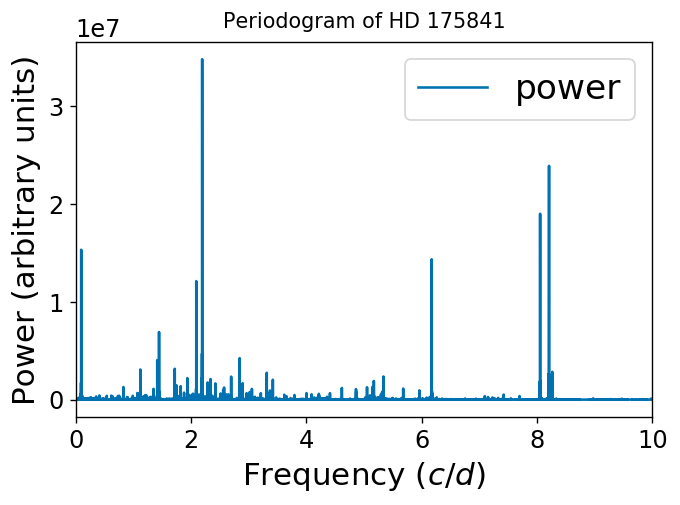 Periodogram of HD 175841
1e7
power
3
2
1
0
Power (arbitrary units)
0 2 4 6 8 10
Frequency (c/d)